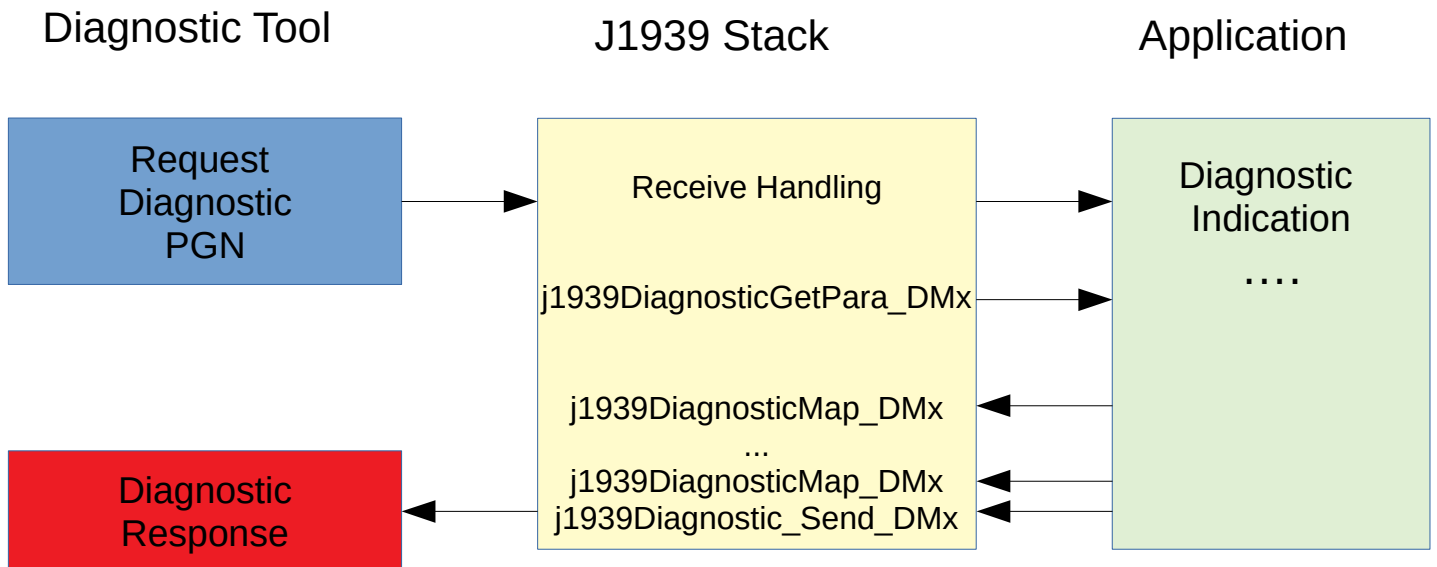 Diagnostic Tool
J1939 Stack
Application
Request
Diagnostic
PGN
Receive Handling
j1939DiagnosticGetPara_DMx
j1939DiagnosticMap_DMx
...
j1939DiagnosticMap_DMx
j1939Diagnostic_Send_DMx
Diagnostic
Indication
....
Diagnostic
Response